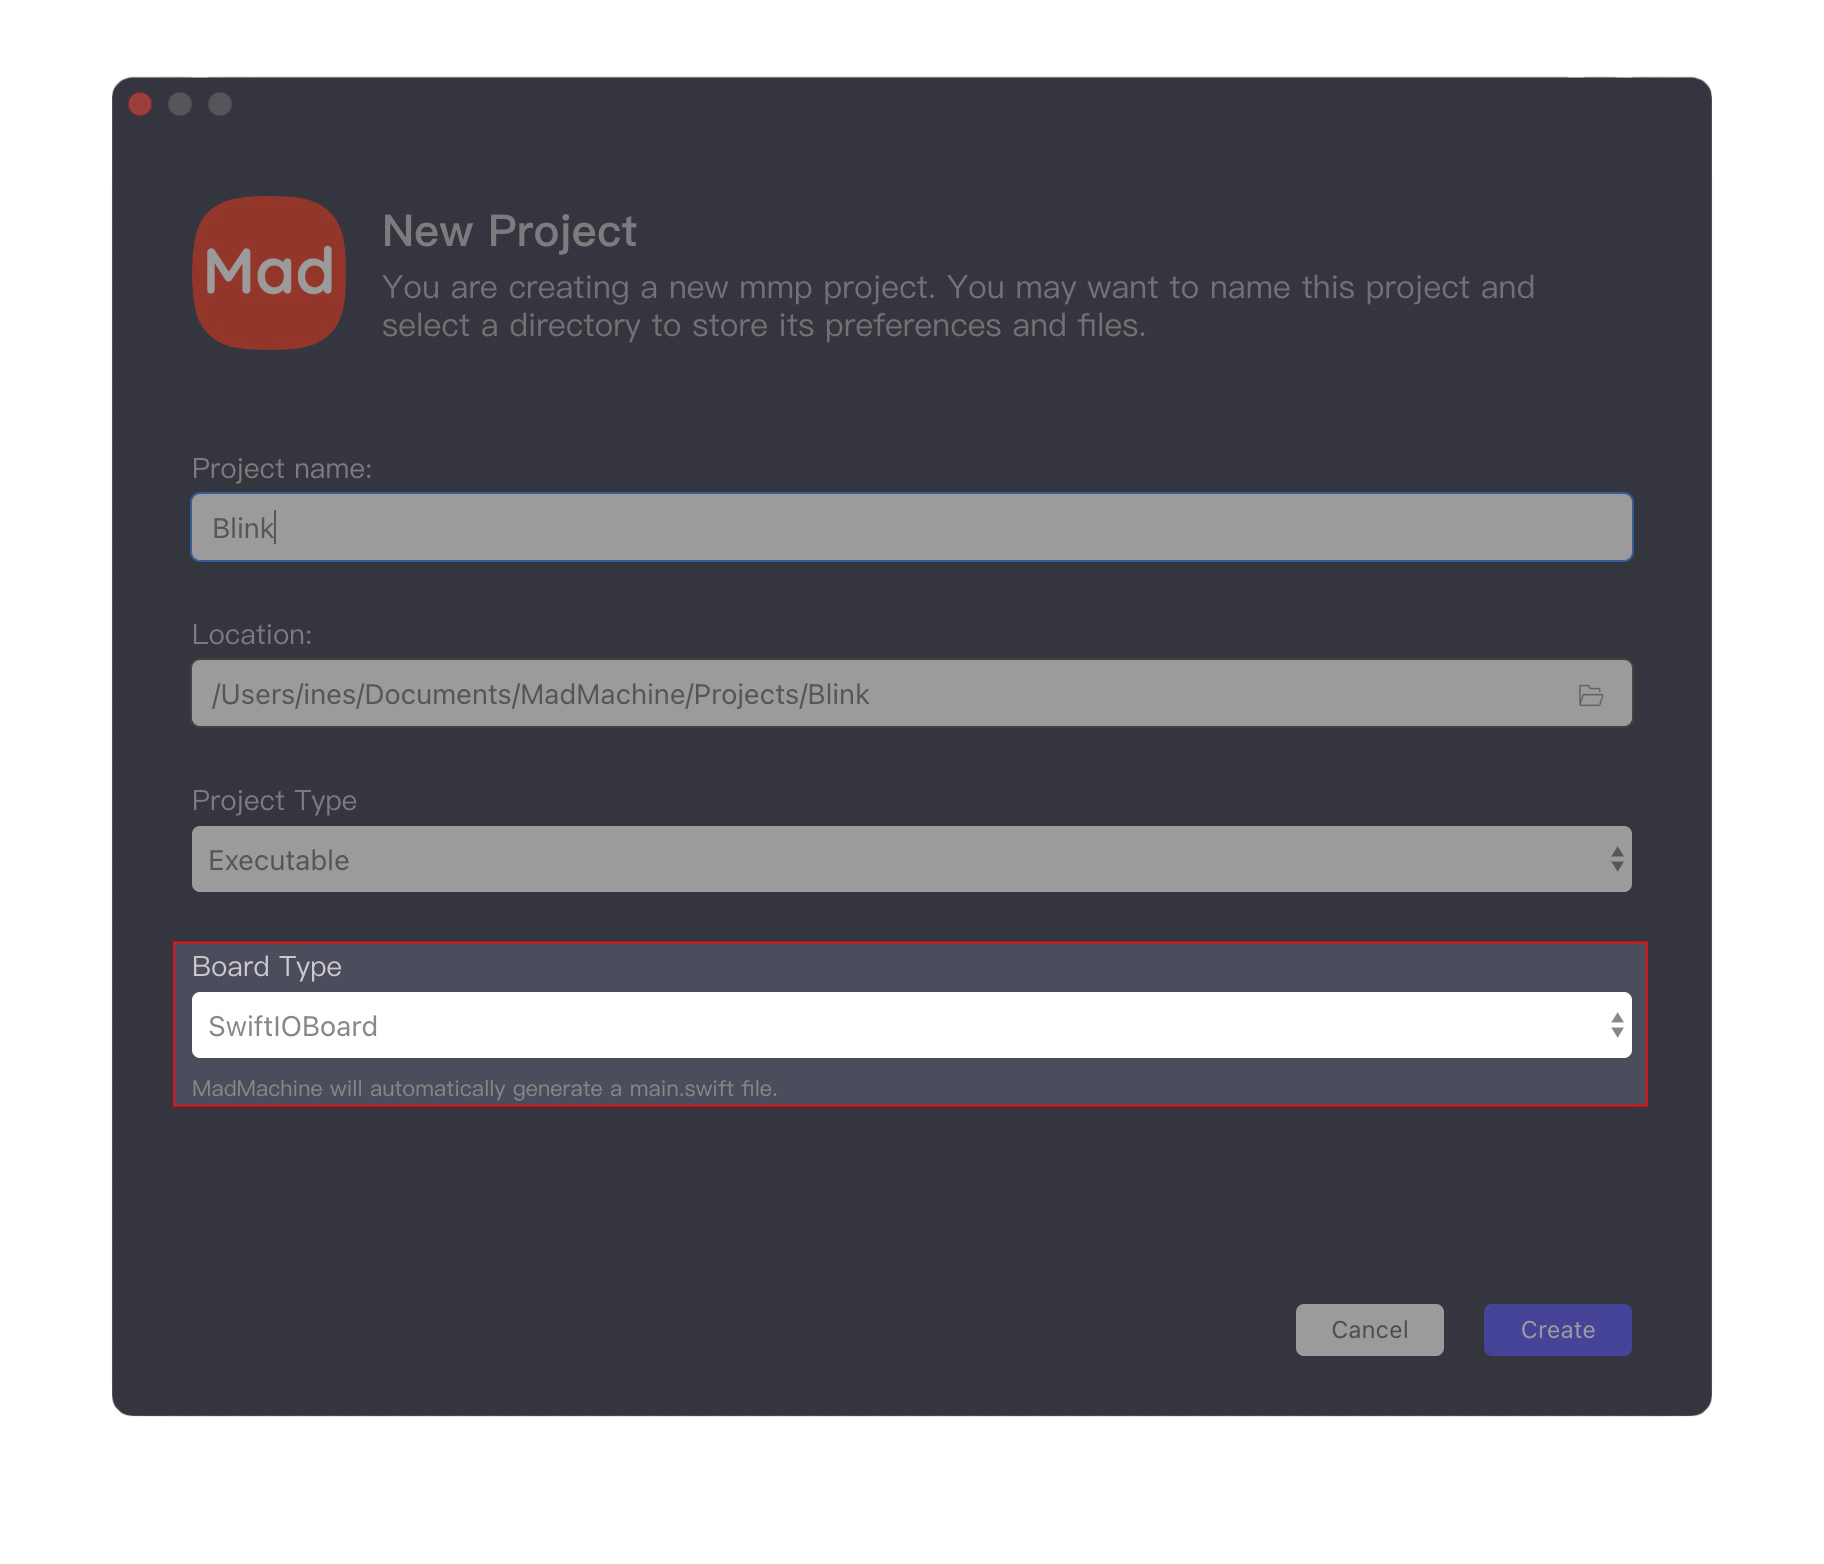 Mad
New Project
You are creating a new mmp project. You may want to name this project and
select a directory to store its preferences and files.
Project name:
Blink
Location:
/Users/ines/Documents/MadMachine/Projects/Blink
Project Type
Executable
Board Type
SwiftIOBoard
MadMachine will automatically generate a main.swift file.
Cancel
Create